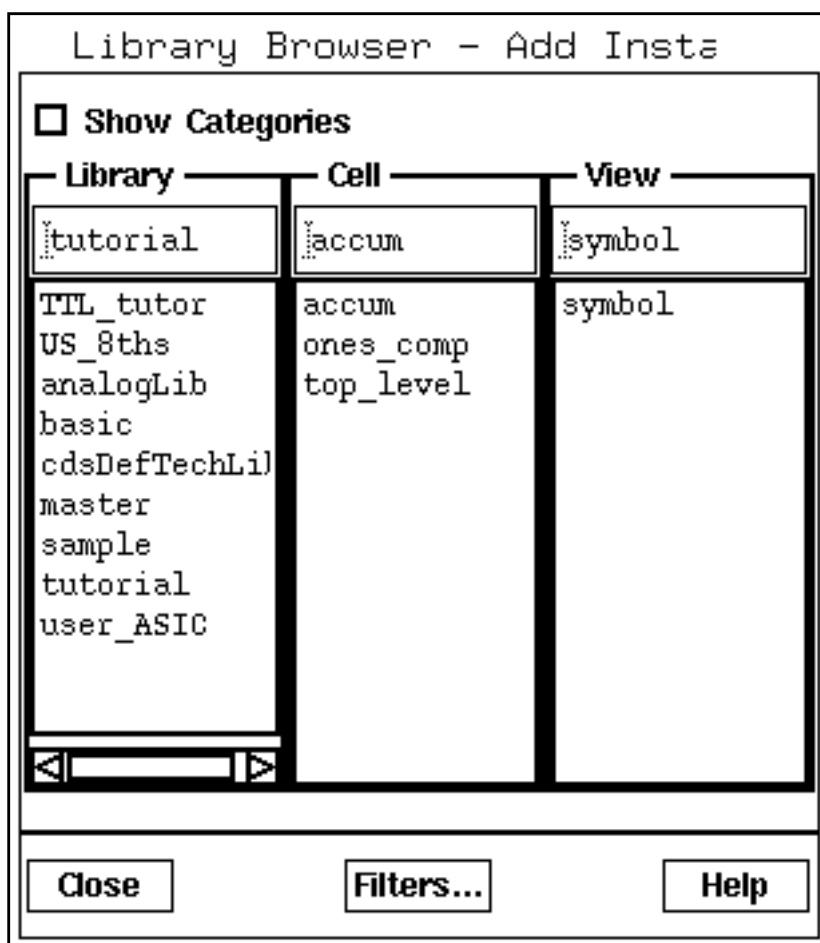 Library Browser - Add Insta
Show Categories
Library
Cell
View
tutorial
accum
symbol
TTL_tutor
US_8ths
analogLib
basic
cdsDefTechLi
master
sample
tutorial
user_ASIC
accum
ones_comp
top_level
symbol
Close
Filters...
Help